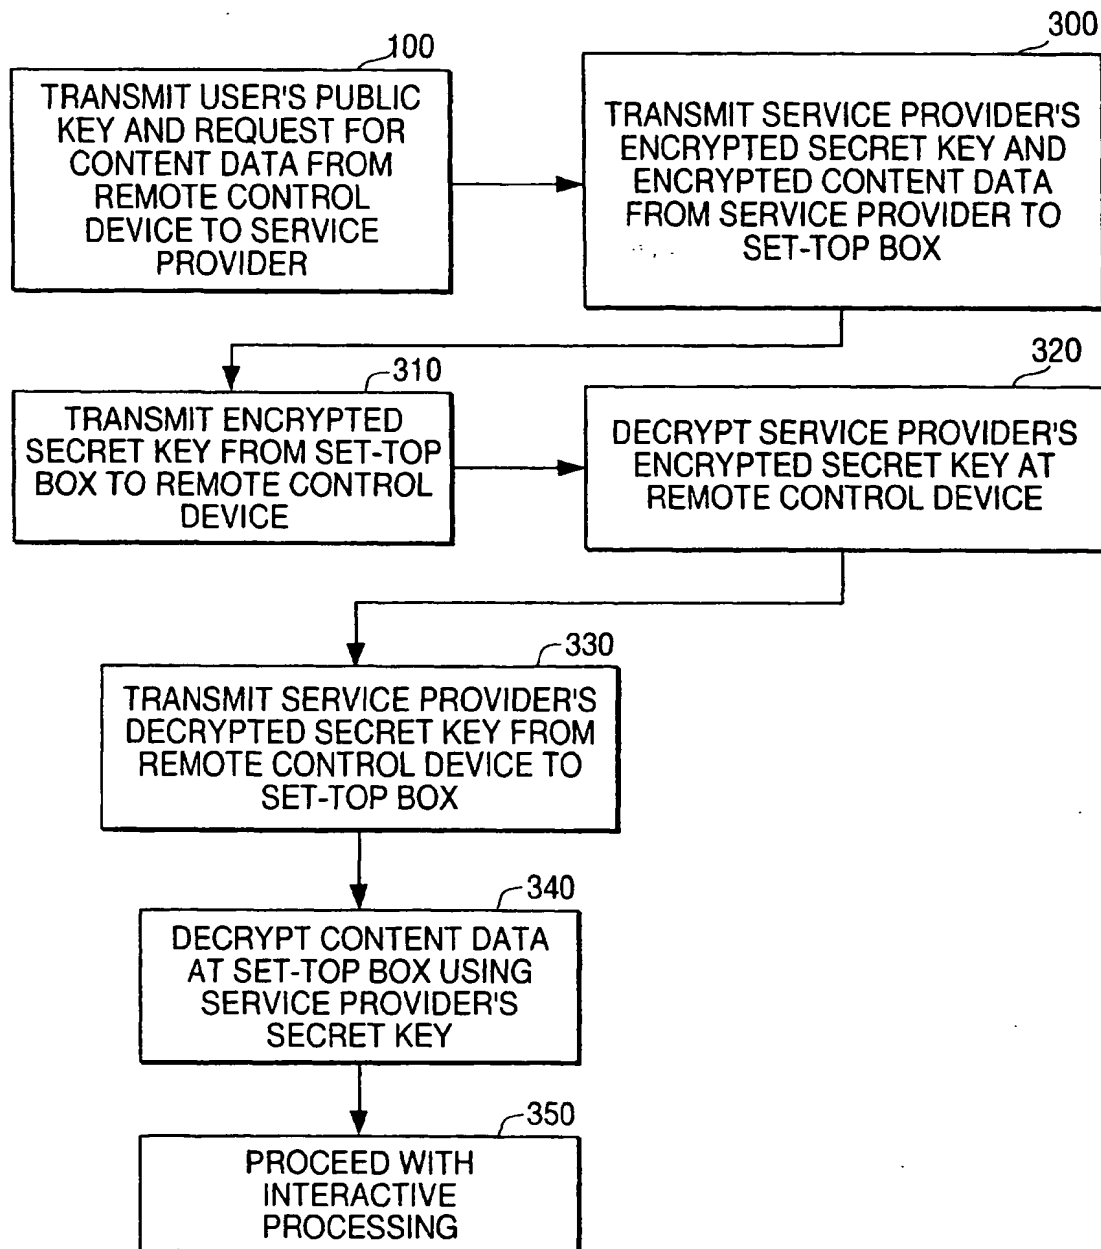 100
TRANSMIT USER'S PUBLIC
KEY AND REQUEST FOR
CONTENT DATA FROM
REMOTE CONTROL
DEVICE TO SERVICE
PROVIDER
300
TRANSMIT SERVICE PROVIDER'S
ENCRYPTED SECRET KEY AND
ENCRYPTED CONTENT DATA
FROM SERVICE PROVIDER TO
SET-TOP BOX
310
TRANSMIT ENCRYPTED
SECRET KEY FROM SET-TOP
BOX TO REMOTE CONTROL
DEVICE
320
DECRYPT SERVICE PROVIDER'S
ENCRYPTED SECRET KEY AT
REMOTE CONTROL DEVICE
330
TRANSMIT SERVICE PROVIDER'S
DECRYPTED SECRET KEY FROM
REMOTE CONTROL DEVICE TO
SET-TOP BOX
340
DECRYPT CONTENT DATA
AT SET-TOP BOX USING
SERVICE PROVIDER'S
SECRET KEY
350
PROCEED WITH
INTERACTIVE
PROCESSING